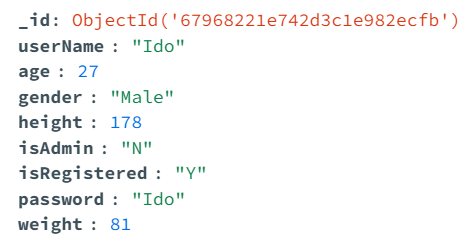 _id: ObjectId('67968221e742d3c1e982ecfb')
userName : "Ido"
age : 27
gender : "Male"
height : 178
isAdmin : "N"
isRegistered : "Y"
password : "Ido"
weight : 81